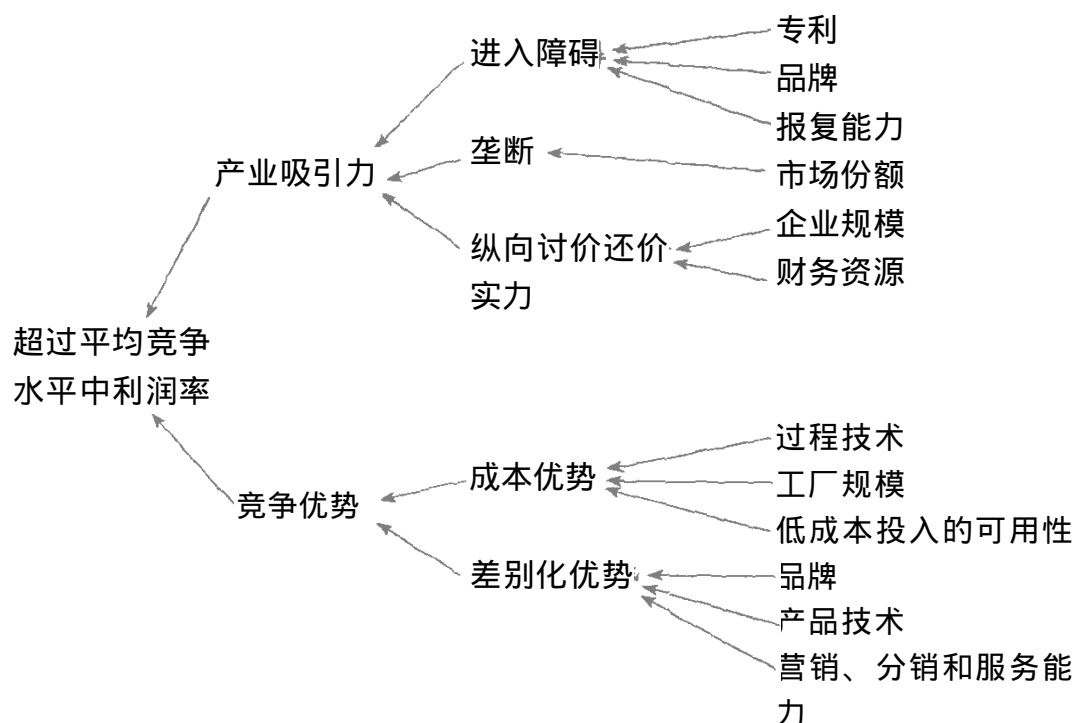 专利
进入障碍
品牌
报复能力
垄断
市场份额
产业吸引力
企业规模
纵向讨价还价
实力
财务资源
超过平均竞争
水平中利润率
过程技术
成本优势
工厂规模
竞争优势
低成本投入的可用性
差别化优势
品牌
产品技术
营销、分销和服务能
力